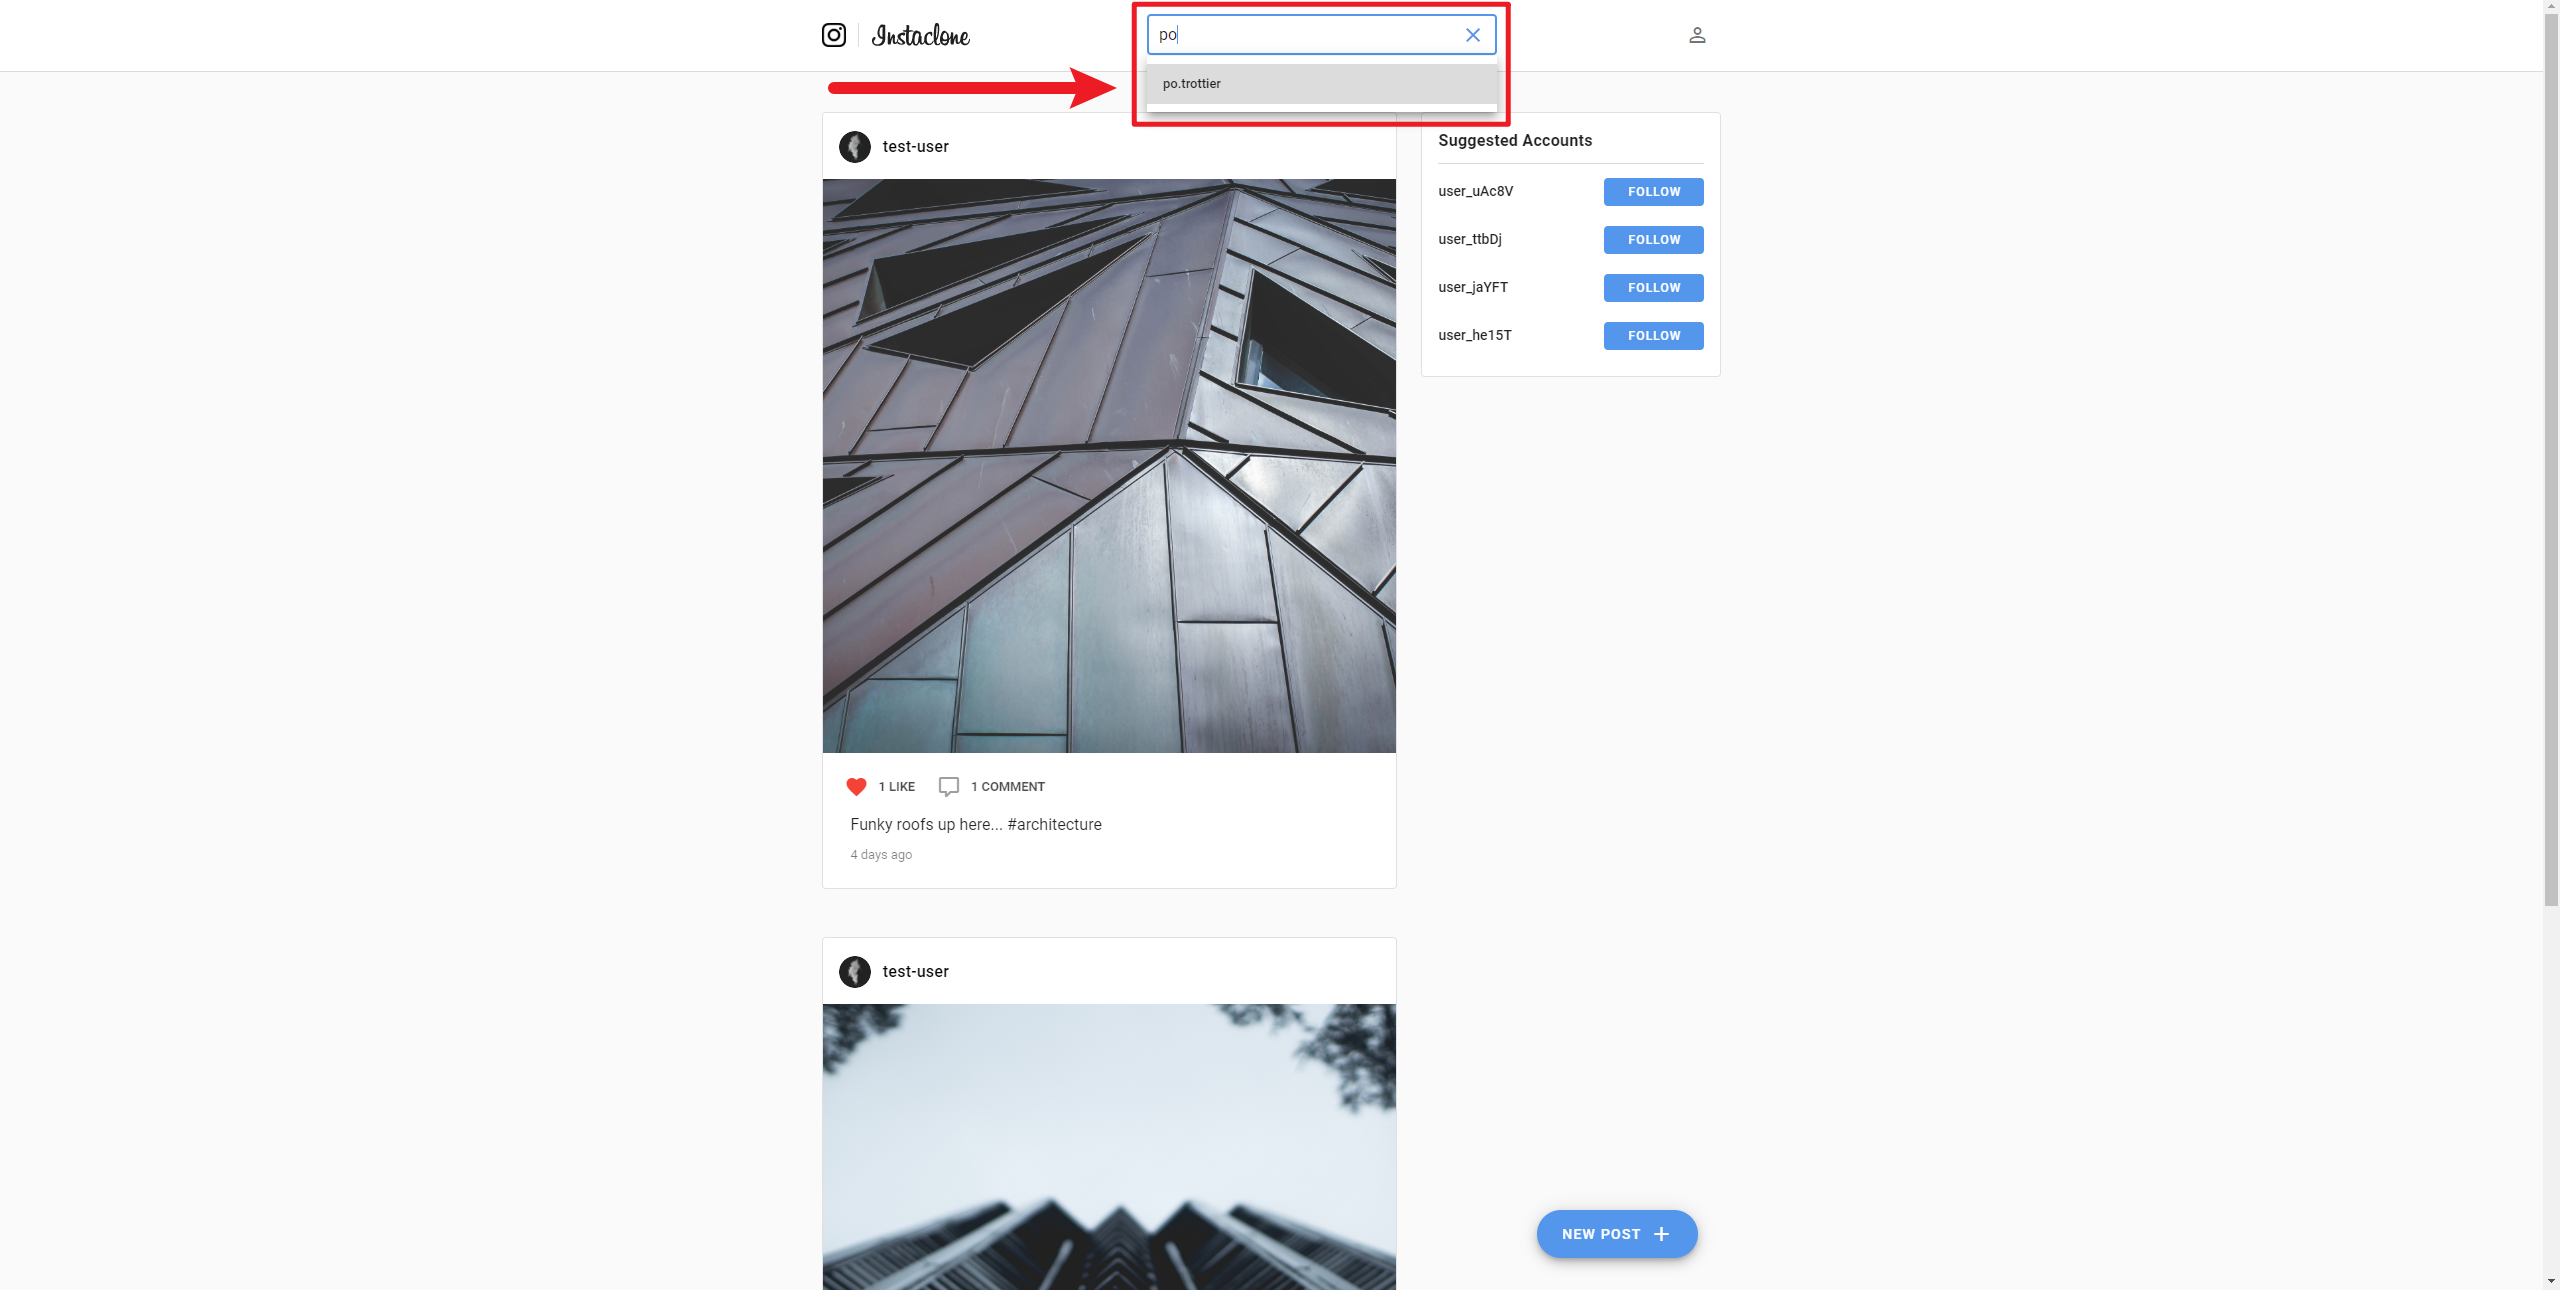 Instaclone
po
po.trottier
test-user
1 LIKE
1 COMMENT
Funky roofs up here... #architecture
4 days ago
Suggested Accounts
user_uAc8V
FOLLOW
user_ttbDj
FOLLOW
user_jaYFT
FOLLOW
user_he15T
FOLLOW
test-user
NEW POST